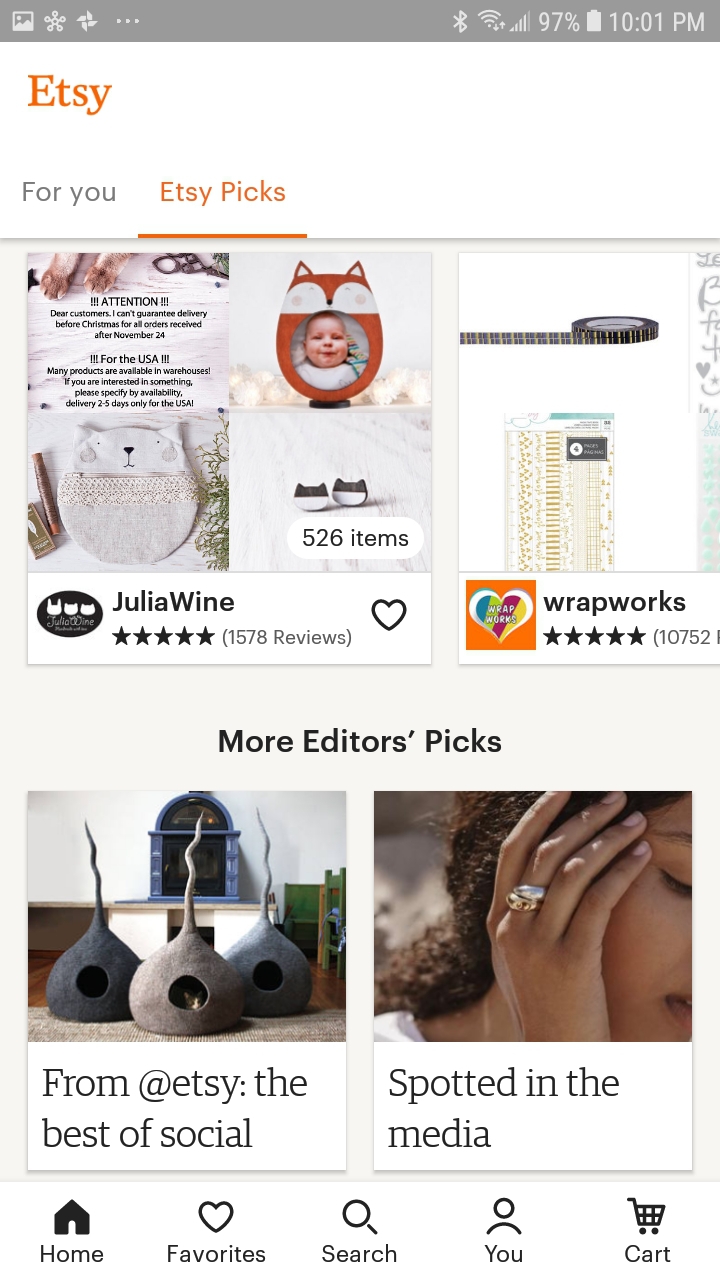 97% 10:01 PM
Etsy
For you Etsy Picks
!!! ATTENTION !!!
Dear customers. I can't guarantee delivery
before Christmas for all orders received
after November 24
!!! For the USA !!!
Many products are available in warehouses!
If you are interested in something,
please specify by availability,
delivery 2-5 days only for the USA!
526 items
JuliaWine
JuliaWine
(1578 Reviews)
4 PAGES
WRAP
WORKS
wrapworks
(10752
More Editors’ Picks
From @etsy: the
best of social
Spotted in the
media
Home Favorites Search You Cart